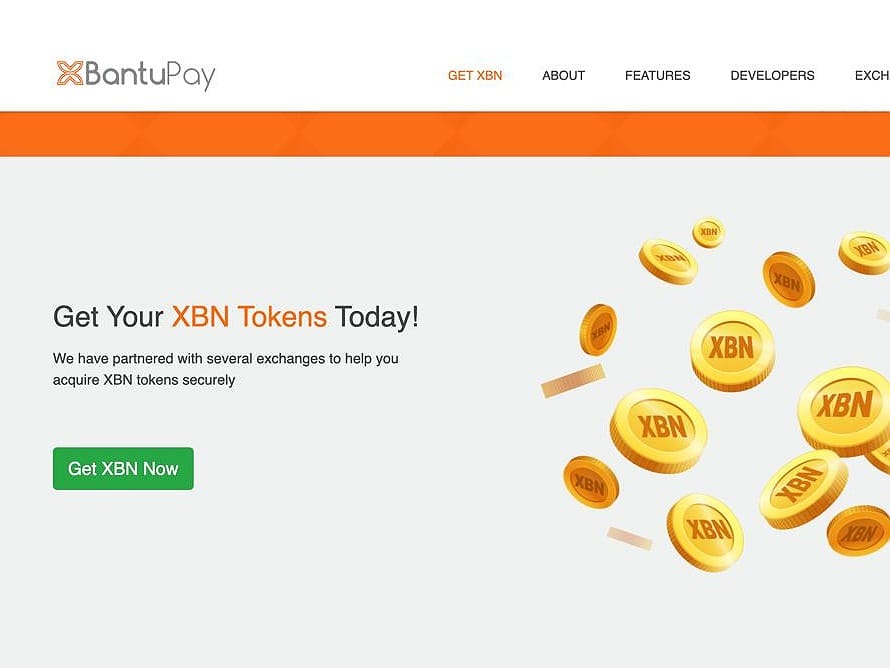 BantuPay
GET XBN ABOUT FEATURES DEVELOPERS EXCH
XBN
XBN
XBN
XBN
XBN
Get Your XBN Tokens Today!
XBN
We have partnered with several exchanges to help you
acquire XBN tokens securely
XBN
XBN
Get XBN Now
XBN
XBN
XBN
XBN